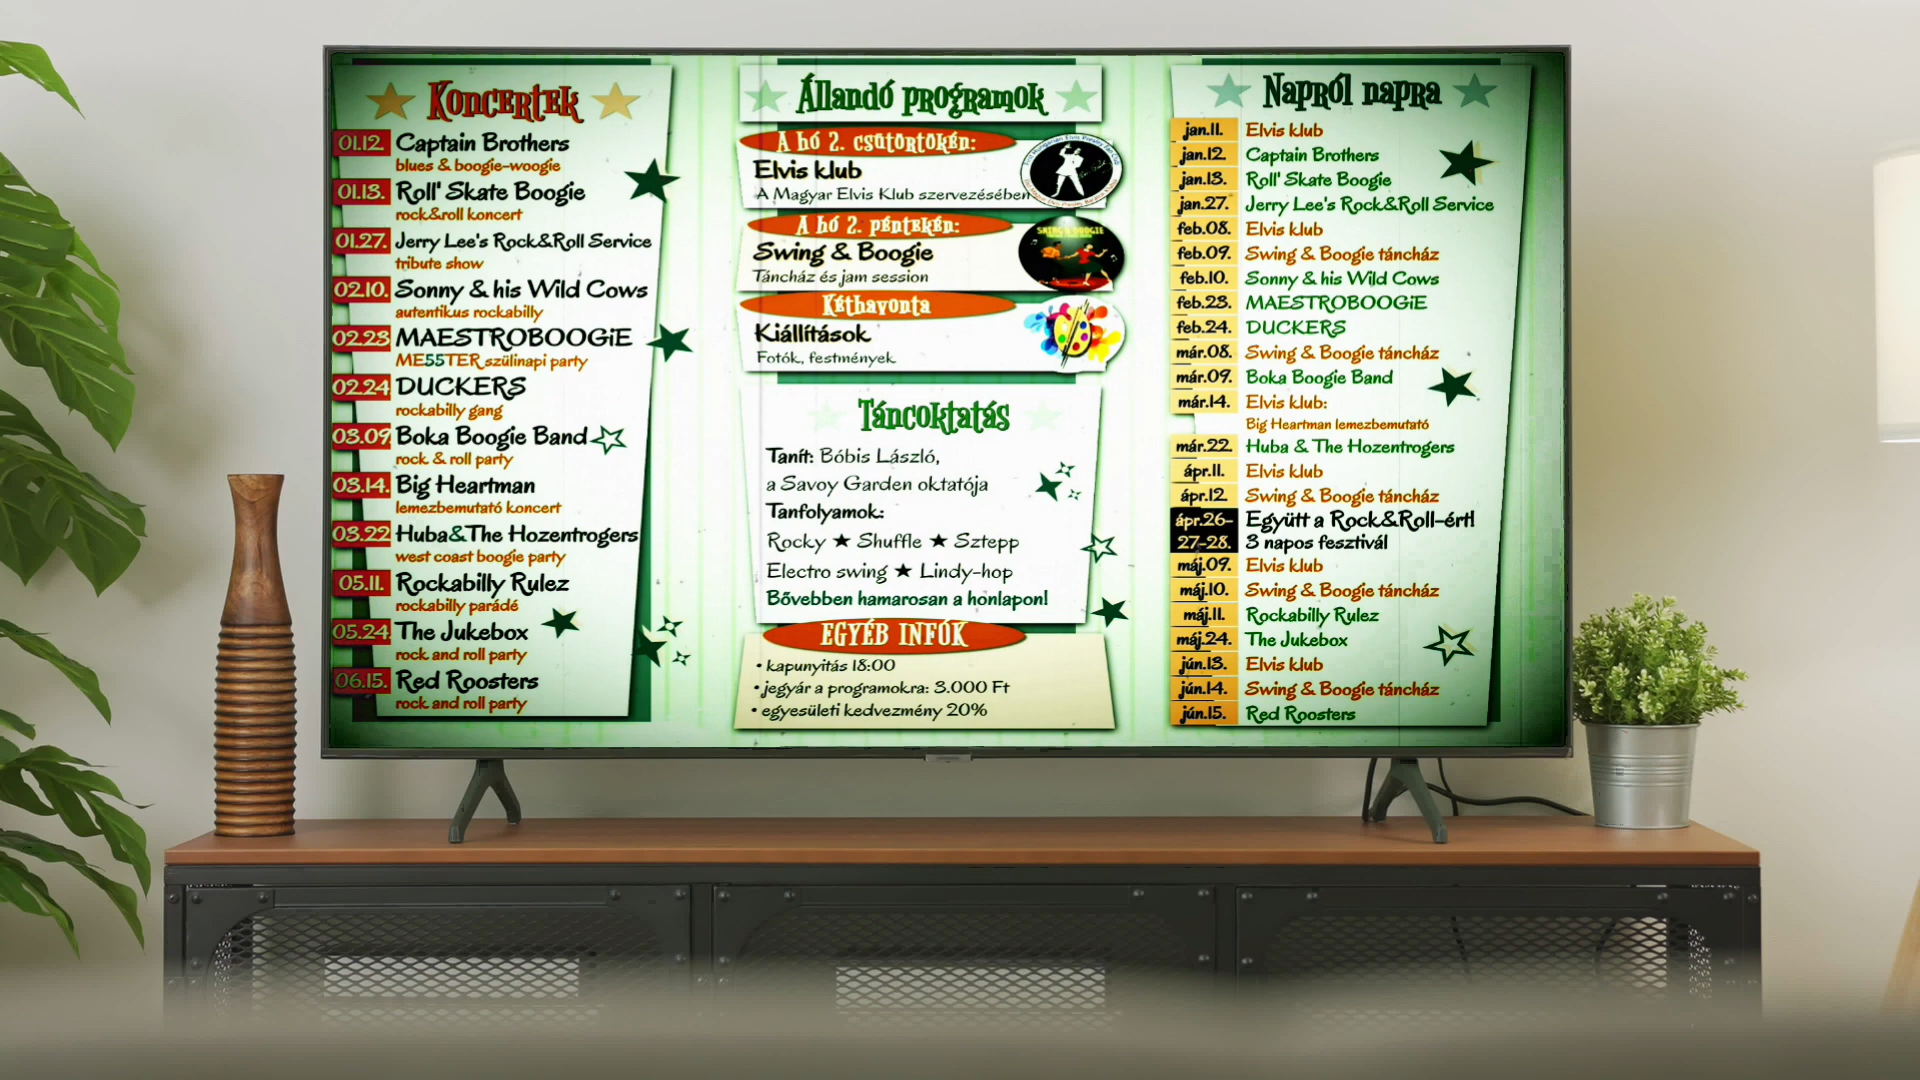 Koncertek
01.12. Captain Brothers
blues & boogie-woogie
01.13. Roll' Skate Boogie
rock&roll koncert
01.27. Jerry Lee's Rock&Roll Service
tribute show
02.10. Sonny & his Wild Cows
autentikus rockabilly
02.23 MAESTROBOOGiE
ME55TER szülinapi party
02.24 DUCKERS
rockabilly gang
03.09 Boka Boogie Band
rock & roll party
03.14. Big Heartman
lemezbemutató koncert
03.22 Huba&The Hozentrogers
west coast boogie party
05.11. Rockabilly Rulez
rockabilly parádé
05.24. The Jukebox
rock and roll party
06.15. Red Roosters
rock and roll party
Állandó programok
A hó 2. csütörtökén:
Elvis klub
A Magyar Elvis Klub szervezésében
A hó 2. péntekén:
Swing & Boogie
Táncház és jam session
SWING & BOOGIE
Kéthavonta
Kiállítások
Fotók, festmények
Táncoktatás
Tanít: Bóbis László,
a Savoy Garden oktatója
Tanfolyamok:
Rocky ★ Shuffle ★ Sztepp
Electro swing ★ Lindy-hop
Bővebben hamarosan a honlapon!
EGYÉB INFÓK
• kapunyitás 18:00
• jegyár a programokra: 3.000 Ft
• egyesületi kedvezmény 20%
Napról napra
jan.11. Elvis klub
jan.12. Captain Brothers
jan.13. Roll' Skate Boogie
jan.27. Jerry Lee's Rock&Roll Service
feb.08. Elvis klub
feb.09. Swing & Boogie táncház
feb.10. Sonny & his Wild Cows
feb.23. MAESTROBOOGiE
feb.24. DUCKERS
már.08. Swing & Boogie táncház
már.09. Boka Boogie Band
már.14. Elvis klub:
Big Heartman lemezbemutató
már.22. Huba & The Hozentrogers
ápr.11. Elvis klub
ápr.12. Swing & Boogie táncház
ápr.26- Együtt a Rock&Roll-ért!
27-28. 3 napos fesztivál
máj.09. Elvis klub
máj.10. Swing & Boogie táncház
máj.11. Rockabilly Rulez
máj.24. The Jukebox
jún.13. Elvis klub
jún.14. Swing & Boogie táncház
jún.15. Red Roosters